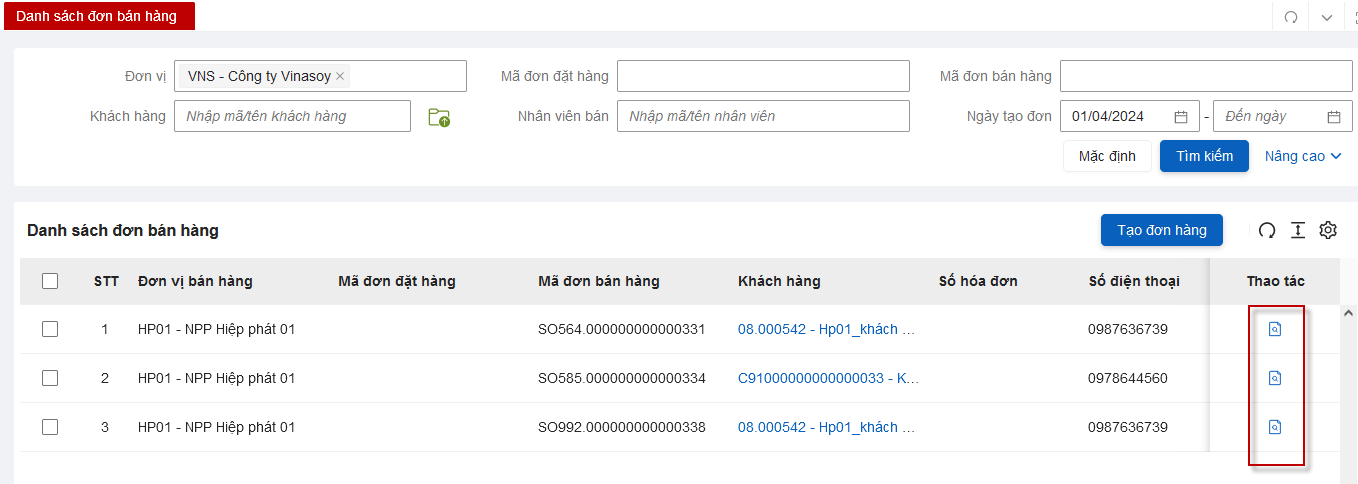 Danh sách đơn bán hàng
Đơn vị VNS - Công ty Vinasoy × Mã đơn đặt hàng Mã đơn bán hàng
Khách hàng Nhập mã/tên khách hàng Nhân viên bán Nhập mã/tên nhân viên Ngày tạo đơn 01/04/2024 - Đến ngày
Mặc định Tìm kiếm Nâng cao
Danh sách đơn bán hàng Tạo đơn hàng
STT Đơn vị bán hàng Mã đơn đặt hàng Mã đơn bán hàng Khách hàng Số hóa đơn Số điện thoại Thao tác
1 HP01 - NPP Hiệp phát 01 SO564.000000000000331 08.000542 - Hp01_khách ... 0987636739
2 HP01 - NPP Hiệp phát 01 SO585.000000000000334 C91000000000000033 - K... 0978644560
3 HP01 - NPP Hiệp phát 01 SO992.000000000000338 08.000542 - Hp01_khách ... 0987636739